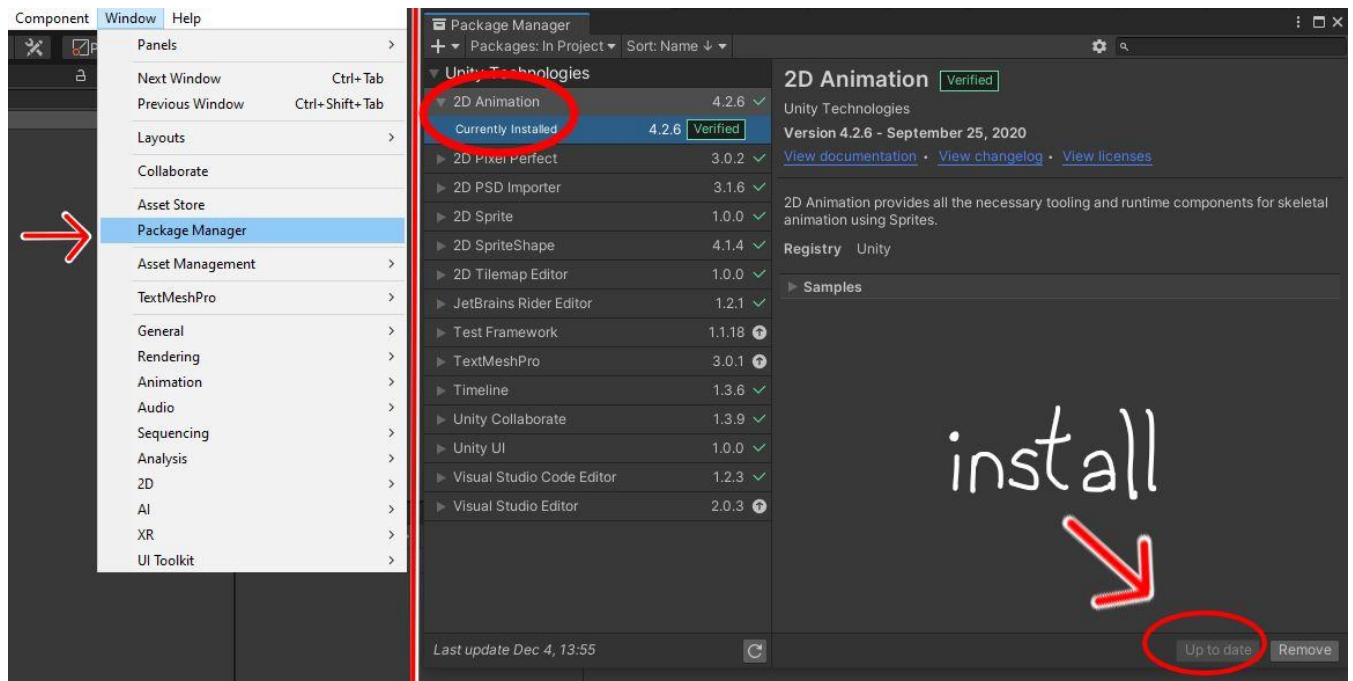 Component Window Help
Panels >
Next Window Ctrl+Tab
Previous Window Ctrl+Shift+Tab
Layouts >
Collaborate
Asset Store
Package Manager
Asset Management >
TextMeshPro >
General >
Rendering >
Animation >
Audio >
Sequencing >
Analysis >
2D >
AI >
XR >
UI Toolkit >
Package Manager
+ Packages: In Project Sort: Name ↓
Unity Technologies
2D Animation 4.2.6
Currently Installed 4.2.6 Verified
2D Pixel Perfect 3.0.2
2D PSD Importer 3.1.6
2D Sprite 1.0.0
2D SpriteShape 4.1.4
2D Tilemap Editor 1.0.0
JetBrains Rider Editor 1.2.1
Test Framework 1.1.18
TextMeshPro 3.0.1
Timeline 1.3.6
Unity Collaborate 1.3.9
Unity UI 1.0.0
Visual Studio Code Editor 1.2.3
Visual Studio Editor 2.0.3
Last update Dec 4, 13:55
2D Animation Verified
Unity Technologies
Version 4.2.6 - September 25, 2020
View documentation • View changelog • View licenses
2D Animation provides all the necessary tooling and runtime components for skeletal
animation using Sprites.
Registry Unity
Samples
install
Up to date Remove